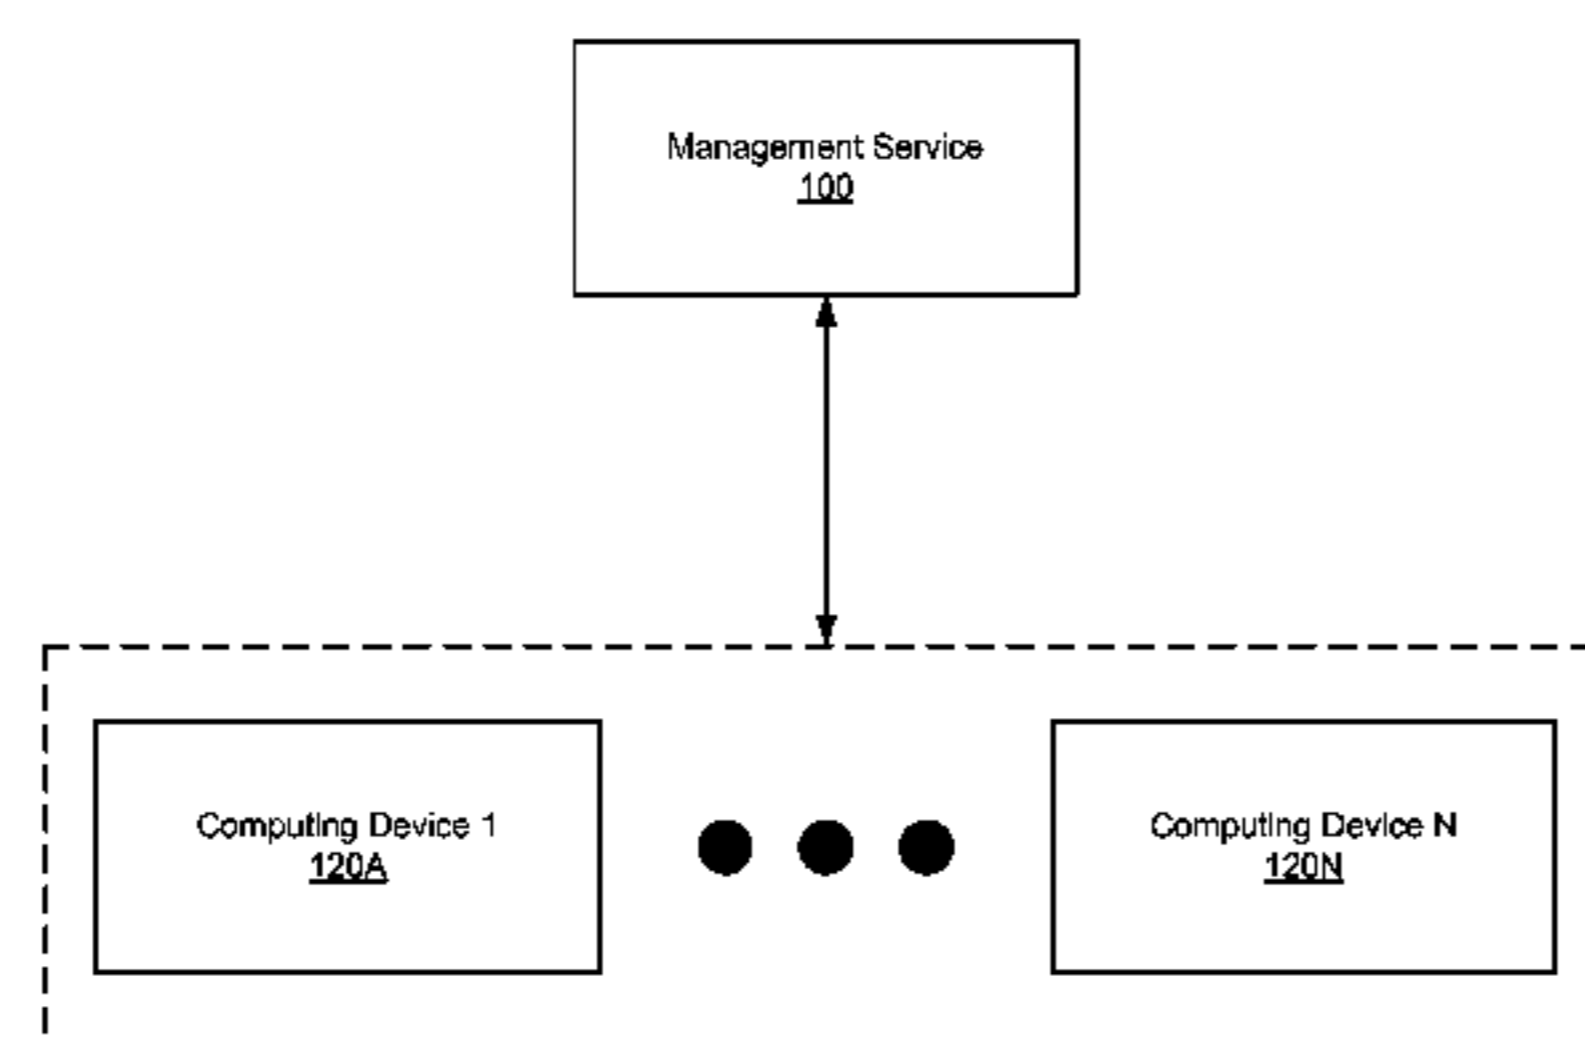 Management Service
100
Computing Device 1
120A
Computing Device N
120N